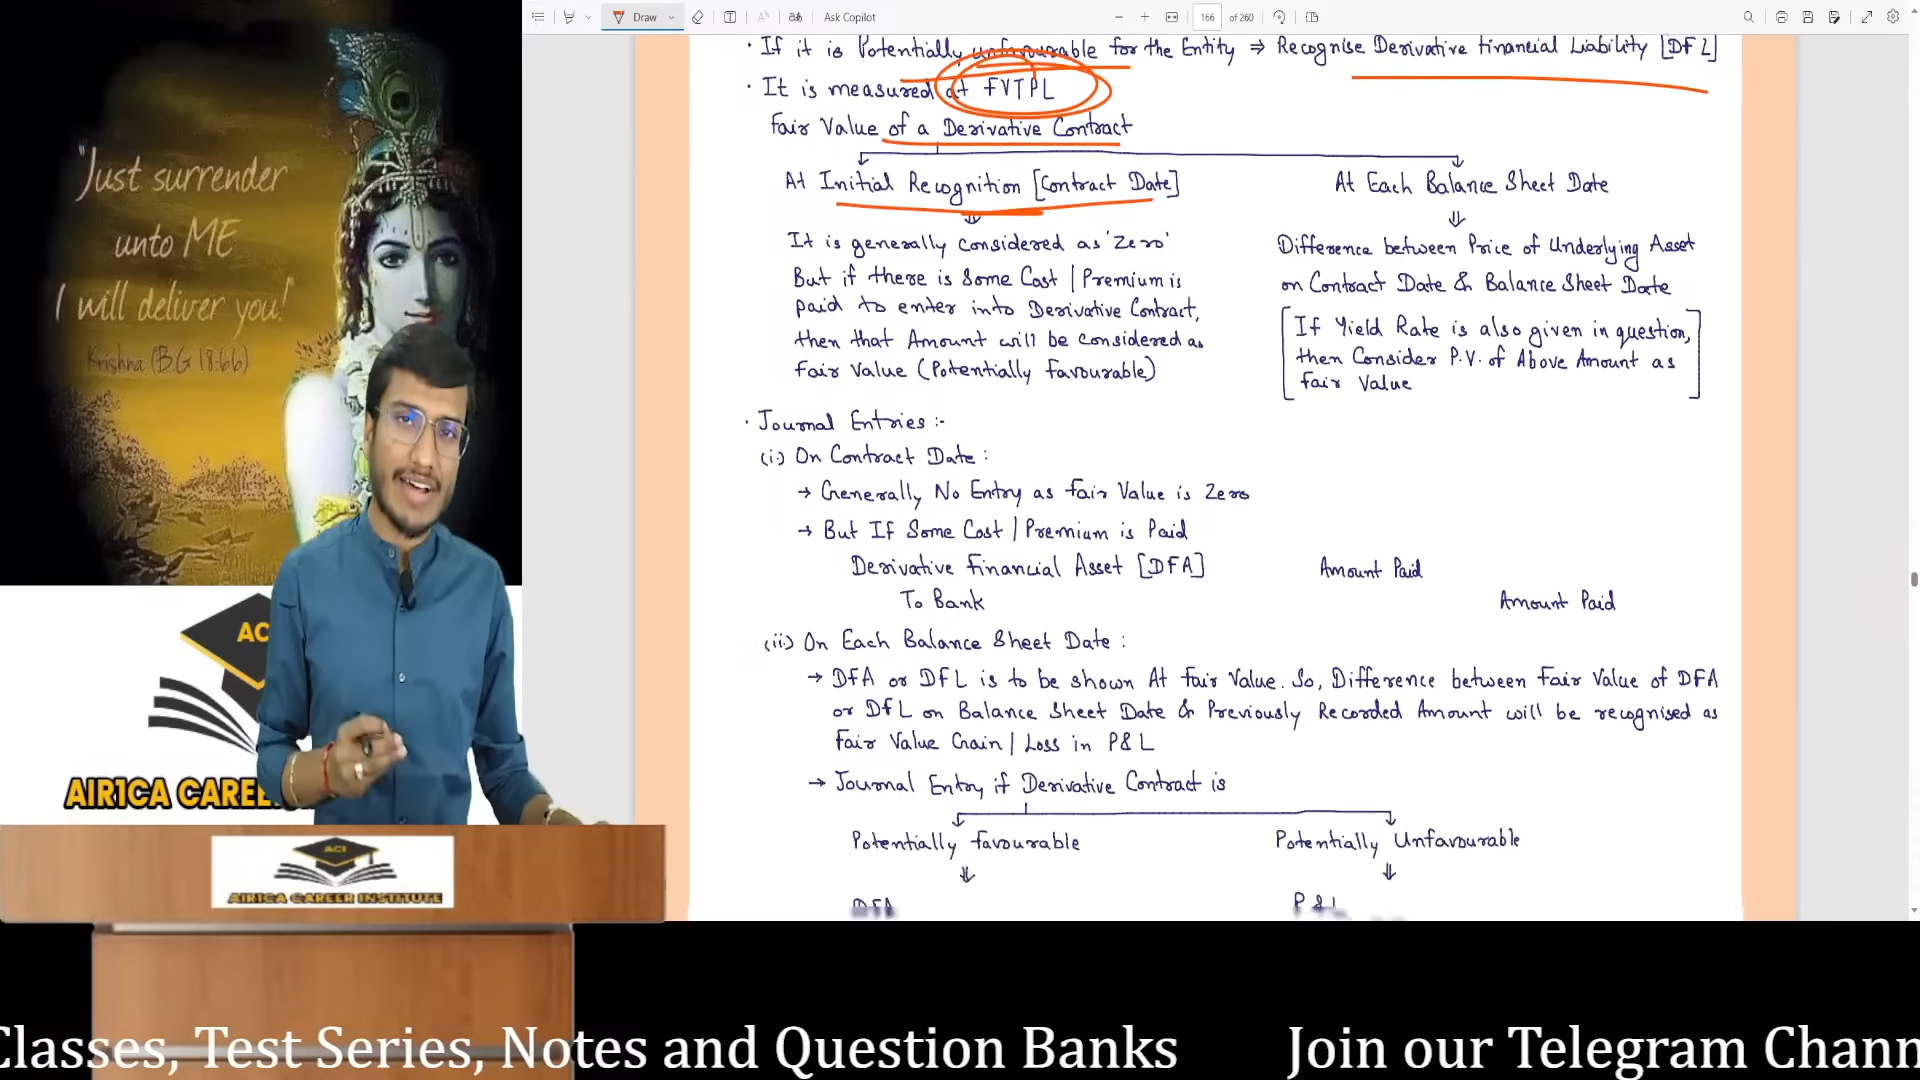 Draw
Ask Copilot
166
of 260
"Just surrender
unto ME
I will deliver you!"
Krishna (B.G 18:66)
· If it is Potentially unfavourable for the Entity ⇒ Recognise Derivative Financial Liability [DFL]
· It is measured at FVTPL
Fair Value of a Derivative Contract
At Initial Recognition [Contract Date]
It is generally considered as 'Zero'
But if there is Some Cost | Premium is
paid to enter into Derivative Contract,
then that Amount will be considered as
Fair Value (Potentially Favourable)
At Each Balance Sheet Date
Difference between Price of Underlying Asset
on Contract Date & Balance Sheet Date
[If Yield Rate is also given in question,
then Consider P.V. of Above Amount as
Fair Value]
· Journal Entries :-
(i.) On Contract Date :
→ Generally No Entry as Fair Value is Zero
→ But If Some Cost | Premium is Paid
Derivative Financial Asset [DFA] Amount Paid
To Bank Amount Paid
(ii.) On Each Balance Sheet Date :
→ DFA or DFL is to be shown At Fair Value. So, Difference between Fair Value of DFA
or DFL on Balance Sheet Date & Previously Recorded Amount will be recognised as
Fair Value Gain | Loss in P&L
→ Journal Entry if Derivative Contract is
Potentially Favourable Potentially Unfavourable
DFA P&L
AC
AIR1CA CAREE
ACI
AIR1CA CAREER INSTITUTE
Classes, Test Series, Notes and Question Banks Join our Telegram Chann